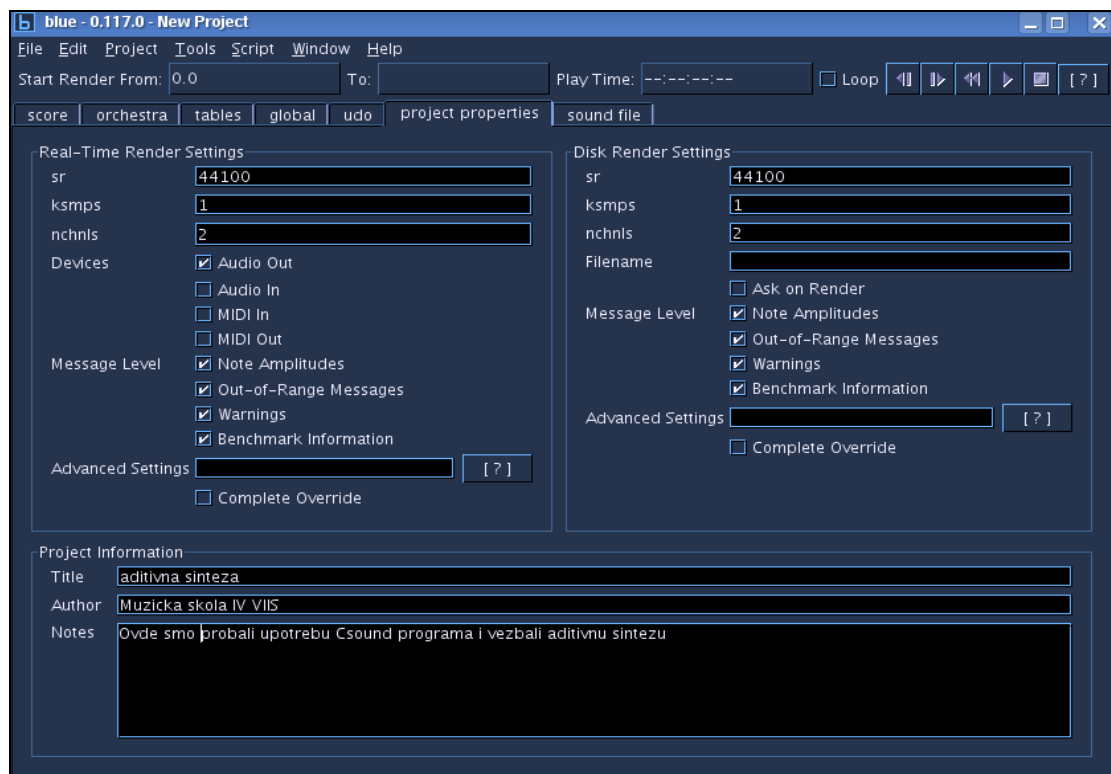 blue - 0.117.0 - New Project
File Edit Project Tools Script Window Help
Start Render From: 0.0 To: Play Time: --:--:--:-- Loop [ ? ]
score orchestra tables global udo project properties sound file
Real-Time Render Settings
sr 44100
ksmps 1
nchnls 2
Devices Audio Out
Audio In
MIDI In
MIDI Out
Message Level Note Amplitudes
Out-of-Range Messages
Warnings
Benchmark Information
Advanced Settings [ ? ]
Complete Override
Disk Render Settings
sr 44100
ksmps 1
nchnls 2
Filename
Ask on Render
Message Level Note Amplitudes
Out-of-Range Messages
Warnings
Benchmark Information
Advanced Settings [ ? ]
Complete Override
Project Information
Title aditivna sinteza
Author Muzicka skola IV VIIS
Notes Ovde smo probali upotrebu Csound programa i vezbali aditivnu sintezu